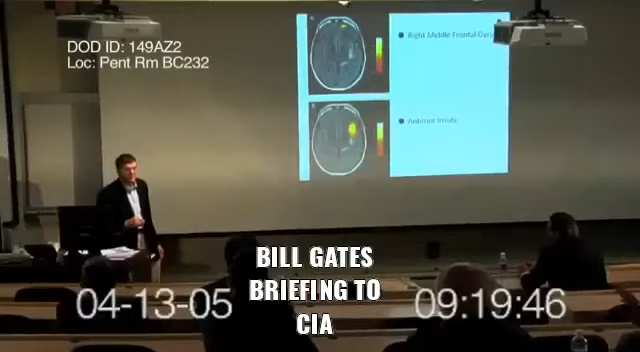 DOD ID: 149AZ2
Loc: Pent Rm BC232
Right Middle Frontal Gyrus
Anterior Insula
BILL GATES
BRIEFING TO
CIA
04-13-05
09:19:46